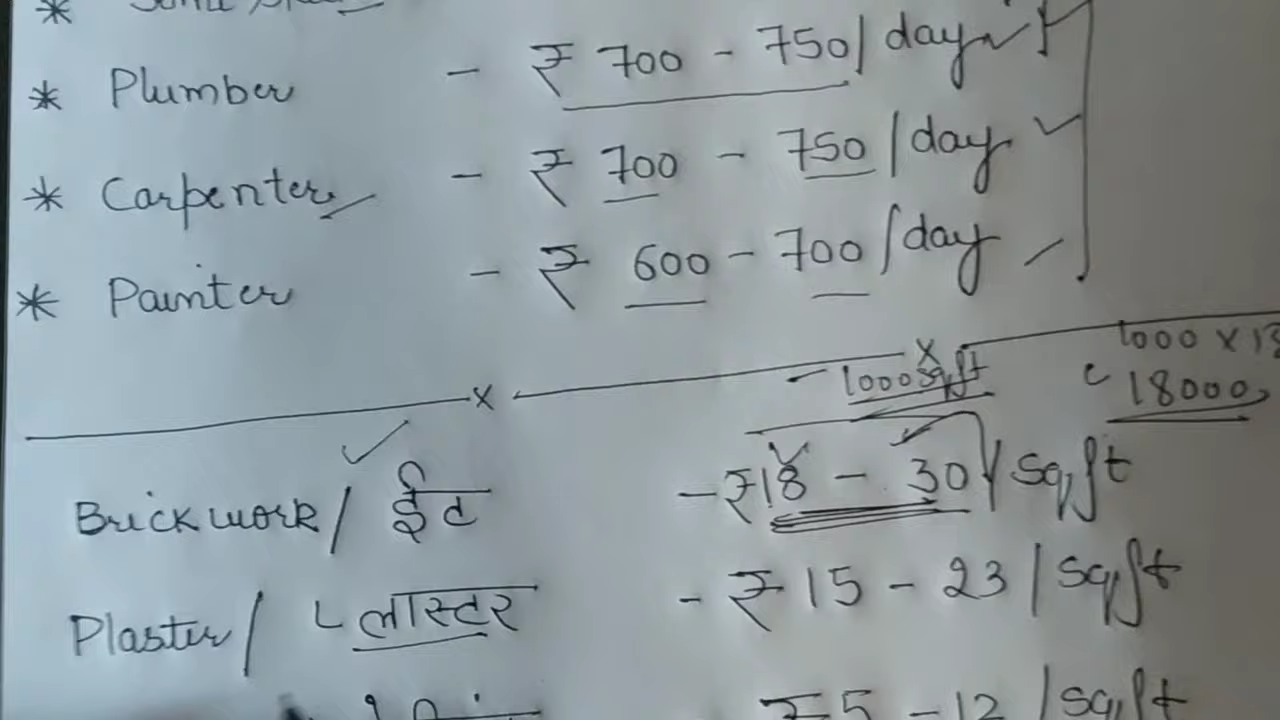 * Plumber - ₹ 700 - 750/day
* Carpenter - ₹ 700 - 750/day
* Painter - ₹ 600 - 700/day
1000 X
1000 sqft 18000
Brickwork / ईंट - ₹18 - 30/sqft
Plaster / प्लास्टर - ₹15 - 23/sqft
₹5 - 12/sqft